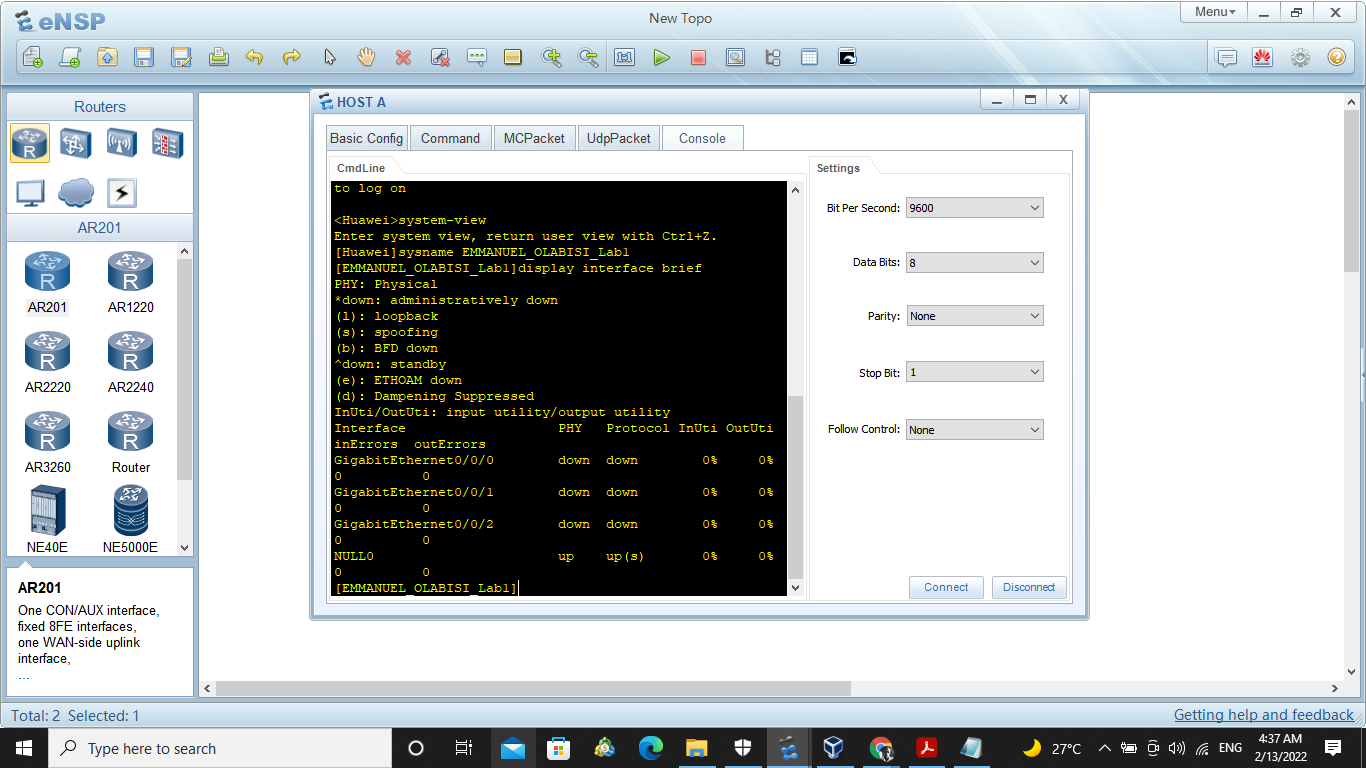 eNSP
New Topo
Menu
Routers
AR201
AR201
AR1220
AR2220
AR2240
AR3260
Router
NE40E
NE5000E
AR201
One CON/AUX interface,
fixed 8FE interfaces,
one WAN-side uplink
interface,
...
HOST A
Basic Config
Command
MCPacket
UdpPacket
Console
CmdLine
to log on
<Huawei>system-view
Enter system view, return user view with Ctrl+Z.
[Huawei]sysname EMMANUEL_OLABISI_Lab1
[EMMANUEL_OLABISI_Lab1]display interface brief
PHY: Physical
*down: administratively down
(l): loopback
(s): spoofing
(b): BFD down
^down: standby
(e): ETHOAM down
(d): Dampening Suppressed
InUti/OutUti: input utility/output utility
Interface PHY Protocol InUti OutUti
inErrors outErrors
GigabitEthernet0/0/0 down down 0% 0%
0 0
GigabitEthernet0/0/1 down down 0% 0%
0 0
GigabitEthernet0/0/2 down down 0% 0%
0 0
NULL0 up up(s) 0% 0%
0 0
[EMMANUEL_OLABISI_Lab1]
Settings
Bit Per Second: 9600
Data Bits: 8
Parity: None
Stop Bit: 1
Follow Control: None
Connect
Disconnect
Total: 2 Selected: 1
Getting help and feedback
Type here to search
27°C
ENG
4:37 AM
2/13/2022